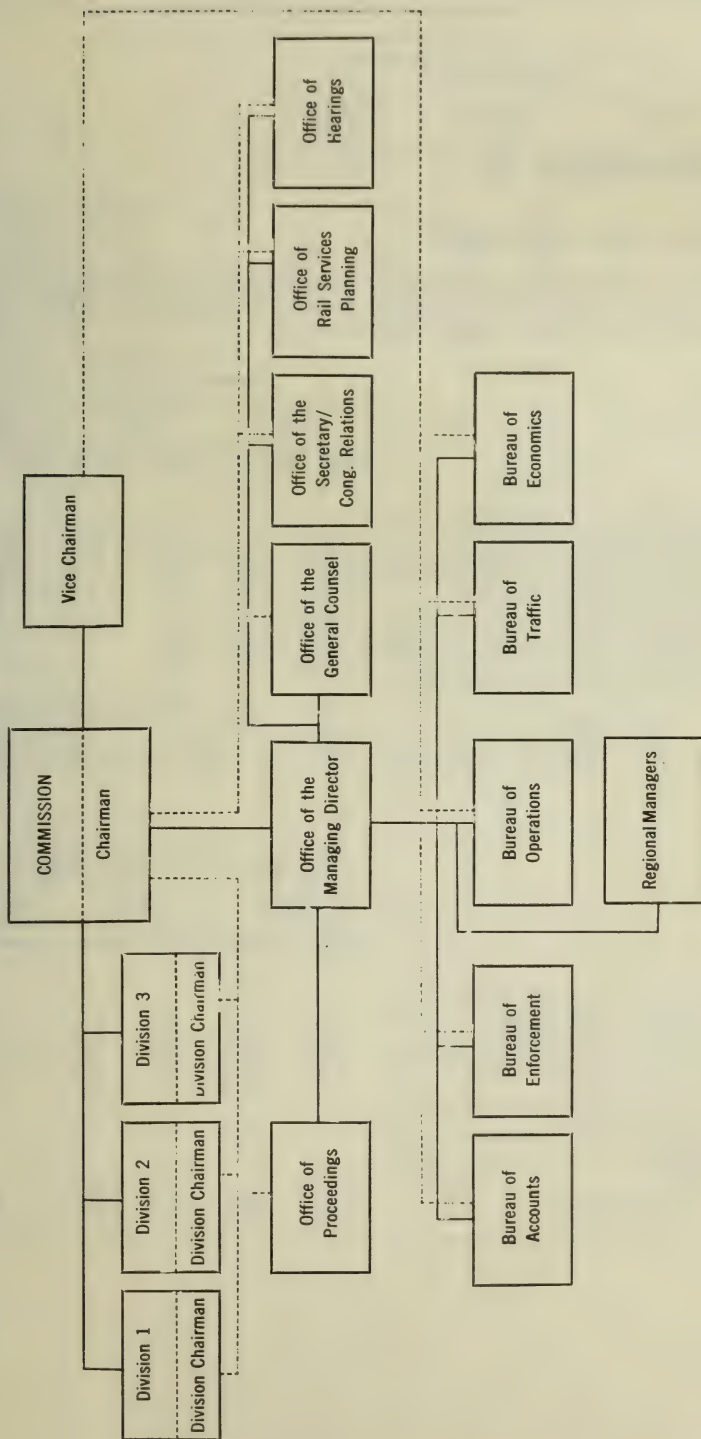 COMMISSION
Chairman
Vice Chairman
Division 1
Division Chairman
Division 2
Division Chairman
Division 3
Division Chairman
Office of
Proceedings
Office of the
Managing Director
Office of the
General Counsel
Office of the
Secretary/
Cong. Relations
Office of
Rail Services
Planning
Office of
Hearings
Bureau of
Accounts
Bureau of
Enforcement
Bureau of
Operations
Bureau of
Traffic
Bureau of
Economics
Regional Managers